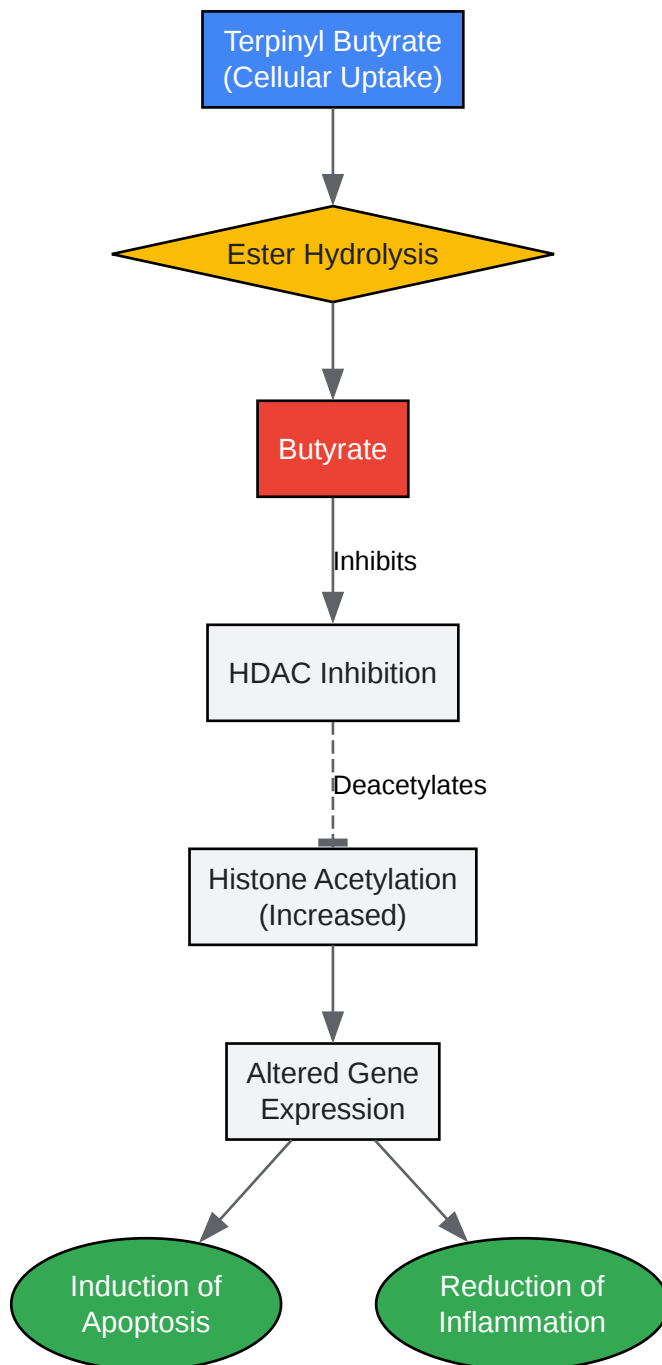 Terpinyl Butyrate
(Cellular Uptake)
Ester Hydrolysis
Butyrate
Inhibits
HDAC Inhibition
Deacetylates
Histone Acetylation
(Increased)
Altered Gene
Expression
Induction of
Apoptosis
Reduction of
Inflammation